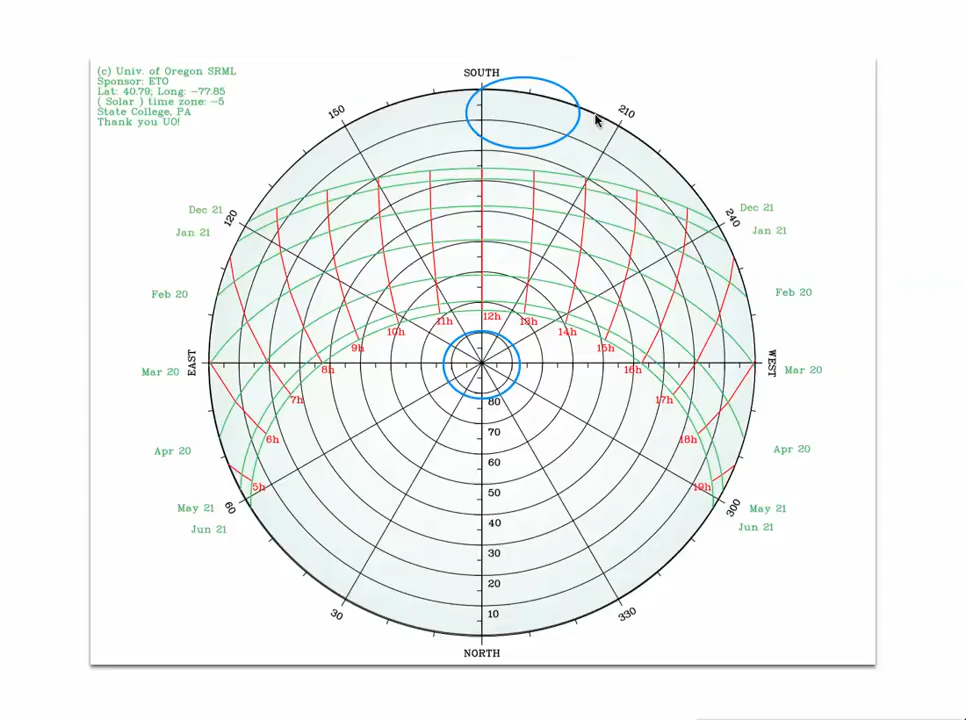 (c) Univ. of Oregon SRML
Sponsor: ETO
Lat: 40.79; Long: -77.85
( Solar ) time zone: -5
State College, PA
Thank you UO!
SOUTH
150
210
120
240
Dec 21
Dec 21
Jan 21
Jan 21
Feb 20
Feb 20
11h
12h
13h
10h
14h
9h
15h
EAST
WEST
8h
16h
Mar 20
Mar 20
7h
17h
80
70
6h
18h
Apr 20
Apr 20
60
5h
19h
50
May 21
60
300
May 21
40
Jun 21
Jun 21
30
20
10
30
330
NORTH